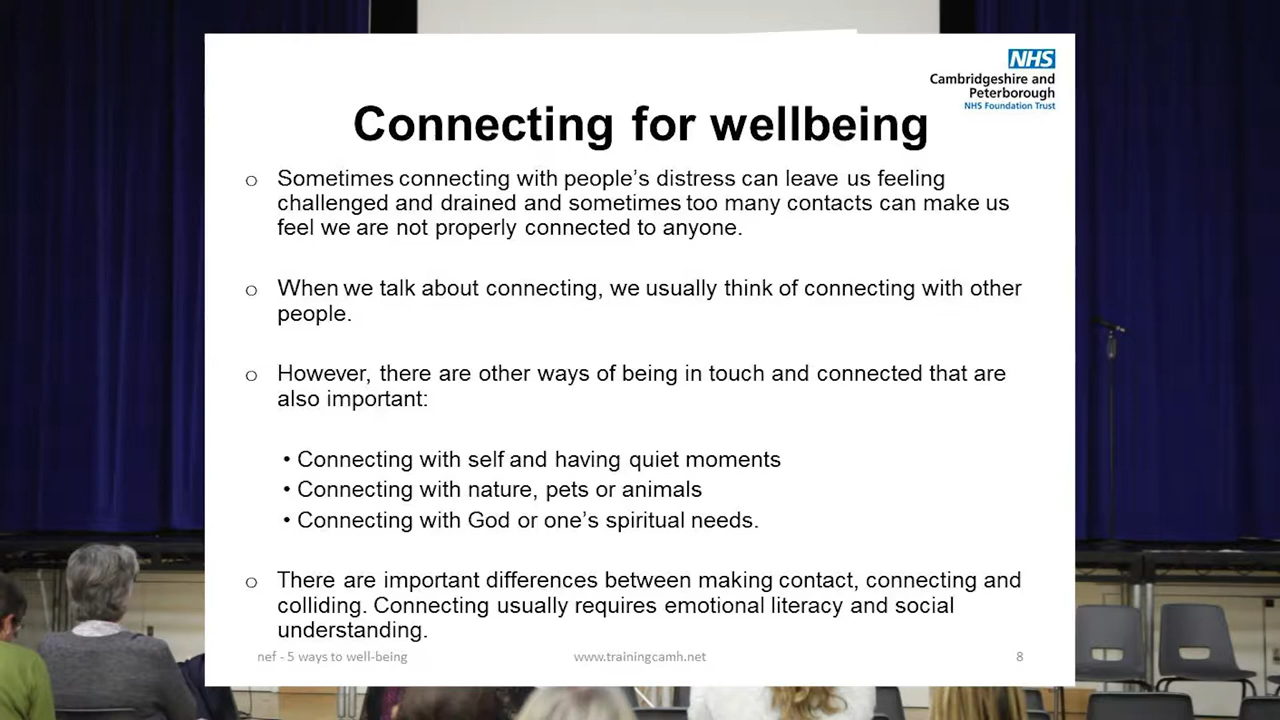 NHS
Cambridgeshire and
Peterborough
NHS Foundation Trust
Connecting for wellbeing
o Sometimes connecting with people's distress can leave us feeling
challenged and drained and sometimes too many contacts can make us
feel we are not properly connected to anyone.
o When we talk about connecting, we usually think of connecting with other
people.
o However, there are other ways of being in touch and connected that are
also important:
• Connecting with self and having quiet moments
• Connecting with nature, pets or animals
• Connecting with God or one's spiritual needs.
o There are important differences between making contact, connecting and
colliding. Connecting usually requires emotional literacy and social
understanding.
nef - 5 ways to well-being www.trainingcamh.net 8